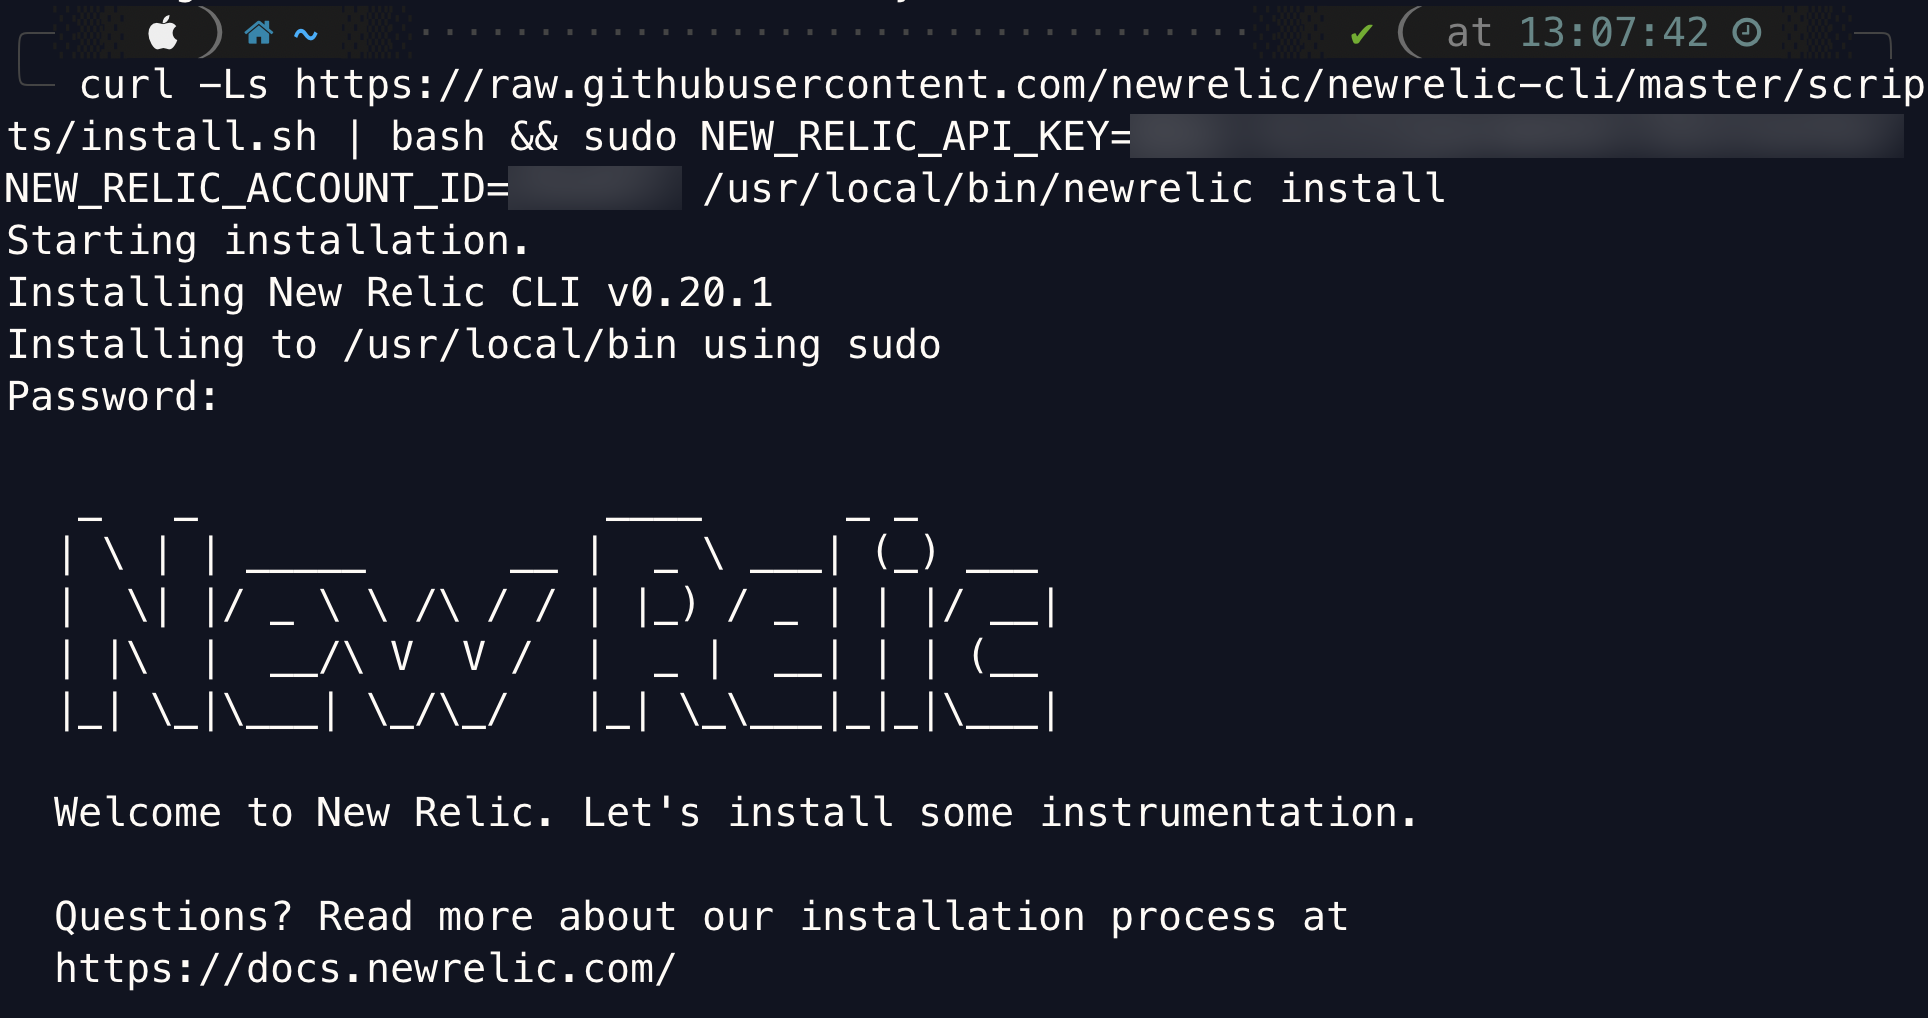 ~ at 13:07:42
curl -Ls https://raw.githubusercontent.com/newrelic/newrelic-cli/master/scrip
ts/install.sh | bash && sudo NEW_RELIC_API_KEY=
NEW_RELIC_ACCOUNT_ID= /usr/local/bin/newrelic install
Starting installation.
Installing New Relic CLI v0.20.1
Installing to /usr/local/bin using sudo
Password:
   _   _                 ____      _ _
  | \ | | _____      __ |  _ \ ___| (_) ___
  |  \| |/ _ \ \ /\ / / | |_) / _ | | |/ __|
  | |\  |  __/\ V  V /  |  _ |  __| | | (__
  |_| \_|\___| \_/\_/   |_| \_\___|_|_|\___|
Welcome to New Relic. Let's install some instrumentation.
Questions? Read more about our installation process at
https://docs.newrelic.com/